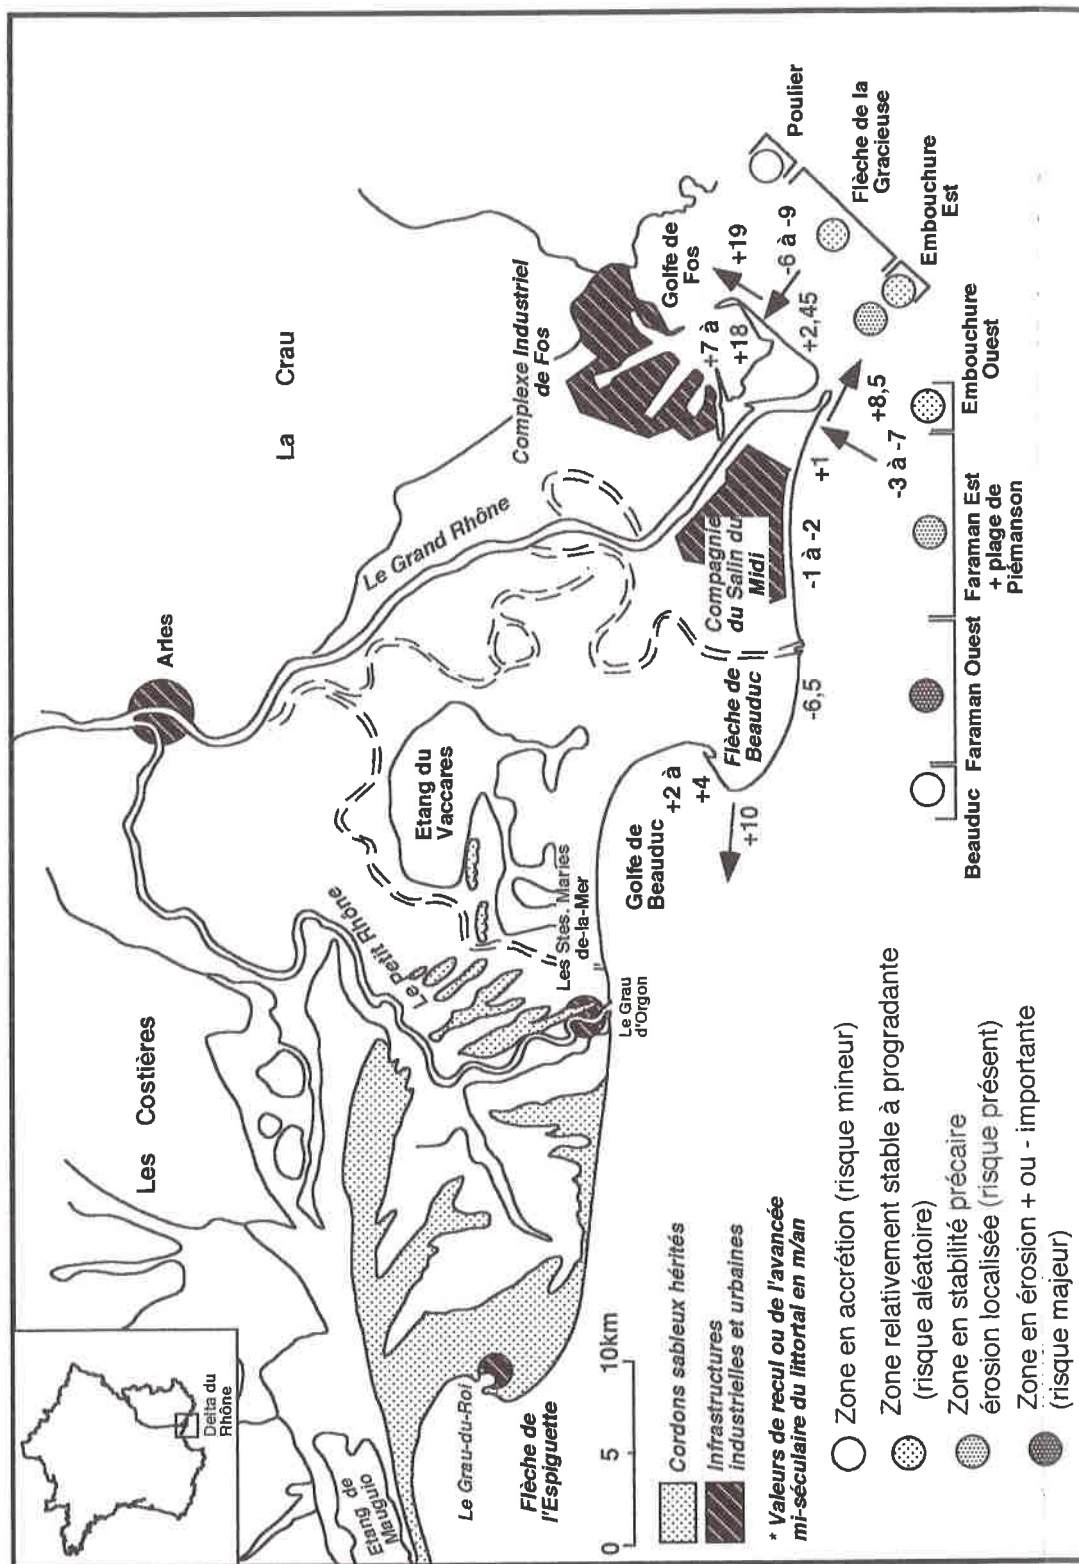 Delta du
Rhône
Les Costières
La Crau
Arles
Etang de
Mauguio
Le Grau-du-Roi
Flèche de
l'Espiguette
Le Petit Rhône
Le Grand Rhône
Etang du
Vaccares
Les Stes. Maries
de-la-Mer
Le Grau
d'Orgon
Golfe de
Beauduc
+2 à
+4
+10
Flèche de
Beauduc
-6,5
Compagnie
du Salin du
Midi
-1 à -2
+1
-3 à -7
+8,5
Complexe Industriel
de Fos
Golfe de
Fos
+7 à
+18
+19
-6 à -9
+2,45
Beauduc
Faraman Ouest
Faraman Est
+ plage de
Piémanson
Embouchure
Ouest
Embouchure
Est
Flèche de la
Gracieuse
Poulier
0 5 10km
Cordons sableux hérités
Infrastructures
industrielles et urbaines
* Valeurs de recul ou de l'avancée
mi-séculaire du littortal en m/an
Zone en accrétion (risque mineur)
Zone relativement stable à progradante
(risque aléatoire)
Zone en stabilité précaire
érosion localisée (risque présent)
Zone en érosion + ou - importante
(risque majeur)